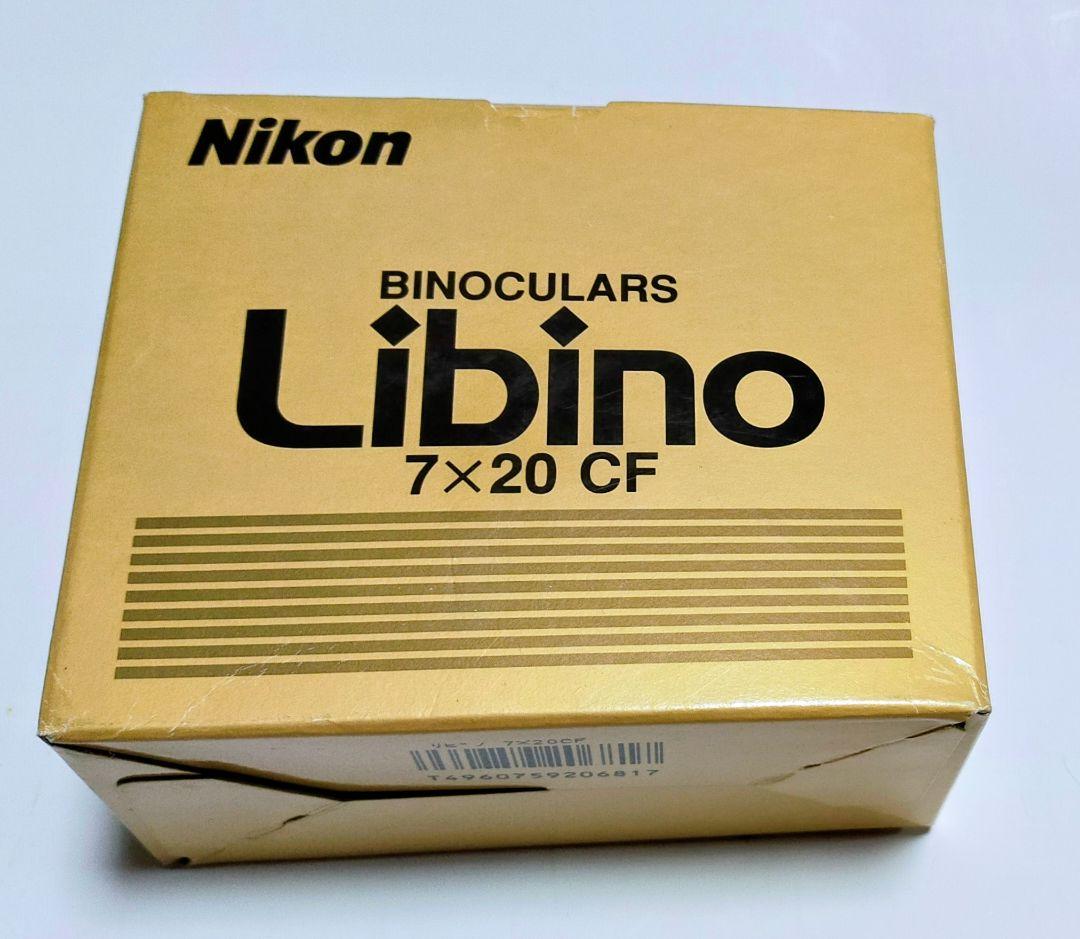 Nikon
BINOCULARS
Libino
7×20 CF
リビーノ 7×20CF
T4960759206817